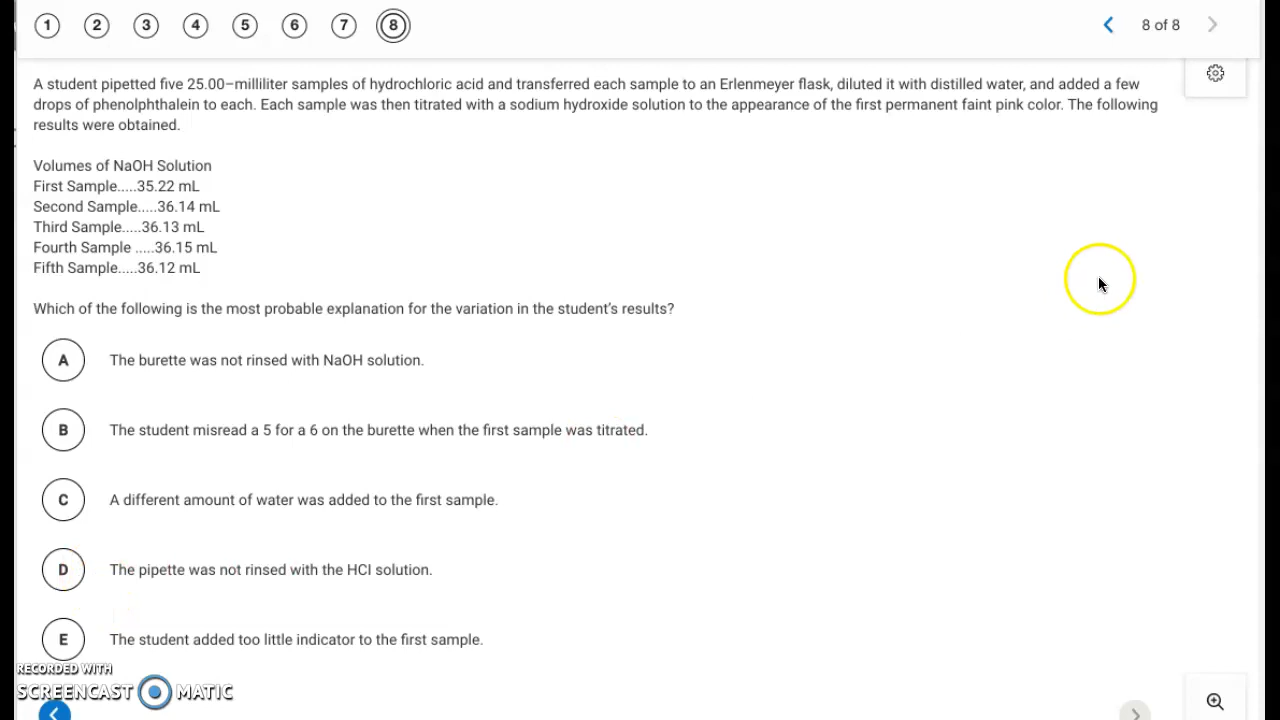 1 2 3 4 5 6 7 8 8 of 8
A student pipetted five 25.00–milliliter samples of hydrochloric acid and transferred each sample to an Erlenmeyer flask, diluted it with distilled water, and added a few
drops of phenolphthalein to each. Each sample was then titrated with a sodium hydroxide solution to the appearance of the first permanent faint pink color. The following
results were obtained.
Volumes of NaOH Solution
First Sample.....35.22 mL
Second Sample.....36.14 mL
Third Sample.....36.13 mL
Fourth Sample .....36.15 mL
Fifth Sample.....36.12 mL
Which of the following is the most probable explanation for the variation in the student's results?
A The burette was not rinsed with NaOH solution.
B The student misread a 5 for a 6 on the burette when the first sample was titrated.
C A different amount of water was added to the first sample.
D The pipette was not rinsed with the HCl solution.
E The student added too little indicator to the first sample.
RECORDED WITH
SCREENCAST MATIC